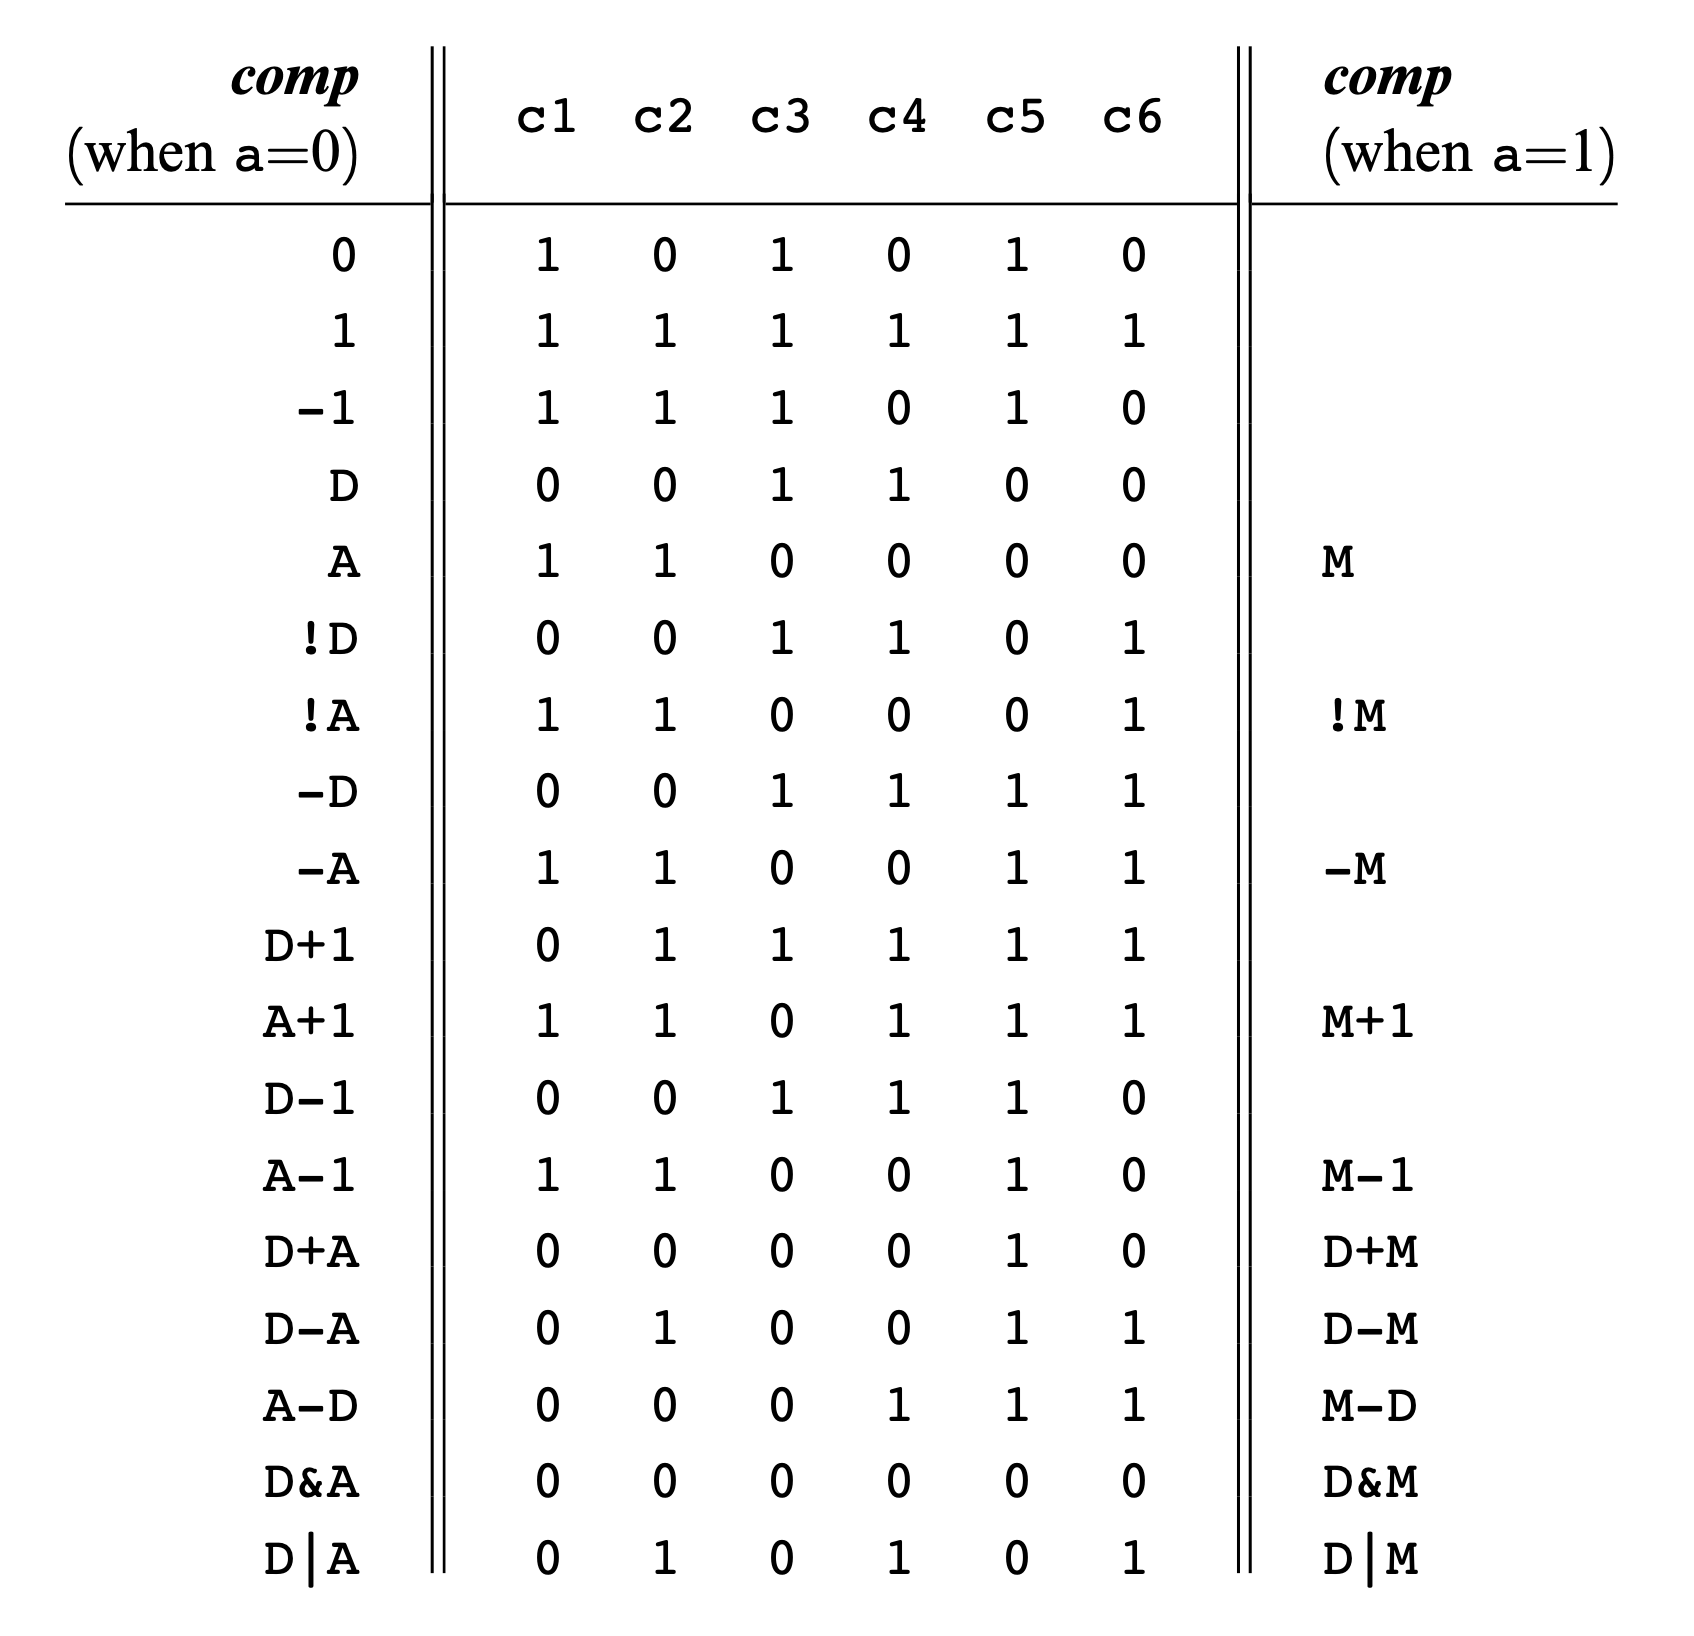 comp c1 c2 c3 c4 c5 c6 comp
(when a=0) (when a=1)
0 1 0 1 0 1 0
1 1 1 1 1 1 1
-1 1 1 1 0 1 0
D 0 0 1 1 0 0
A 1 1 0 0 0 0 M
!D 0 0 1 1 0 1
!A 1 1 0 0 0 1 !M
-D 0 0 1 1 1 1
-A 1 1 0 0 1 1 -M
D+1 0 1 1 1 1 1
A+1 1 1 0 1 1 1 M+1
D-1 0 0 1 1 1 0
A-1 1 1 0 0 1 0 M-1
D+A 0 0 0 0 1 0 D+M
D-A 0 1 0 0 1 1 D-M
A-D 0 0 0 1 1 1 M-D
D&A 0 0 0 0 0 0 D&M
D|A 0 1 0 1 0 1 D|M